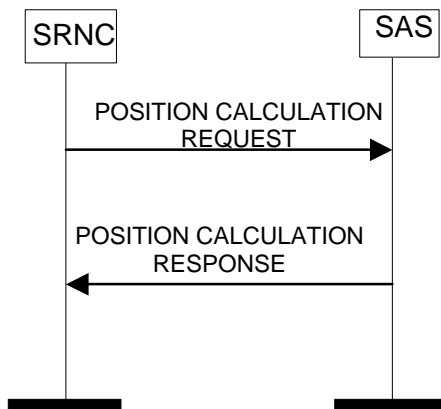 SRNC
SAS
POSITION CALCULATION
REQUEST
POSITION CALCULATION
RESPONSE